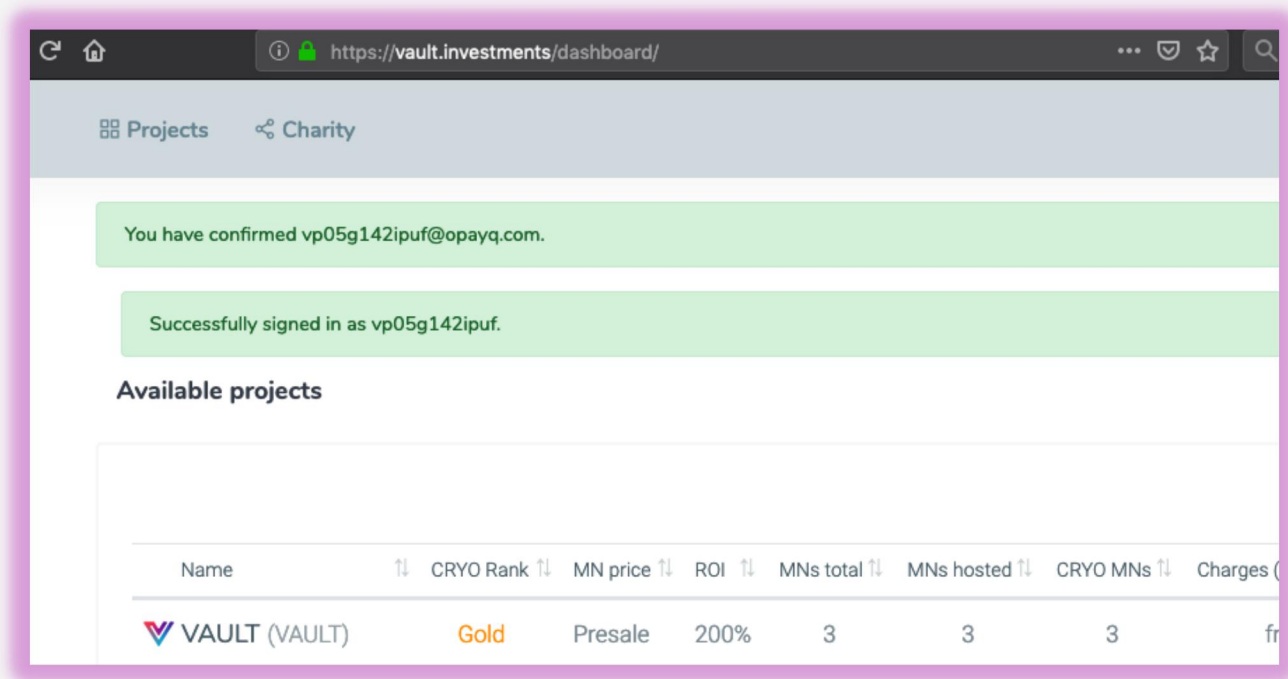 https://vault.investments/dashboard/
Projects Charity
You have confirmed vp05g142ipuf@opayq.com.
Successfully signed in as vp05g142ipuf.
Available projects
Name CRYO Rank MN price ROI MNs total MNs hosted CRYO MNs Charges (
VAULT (VAULT) Gold Presale 200% 3 3 3 fr